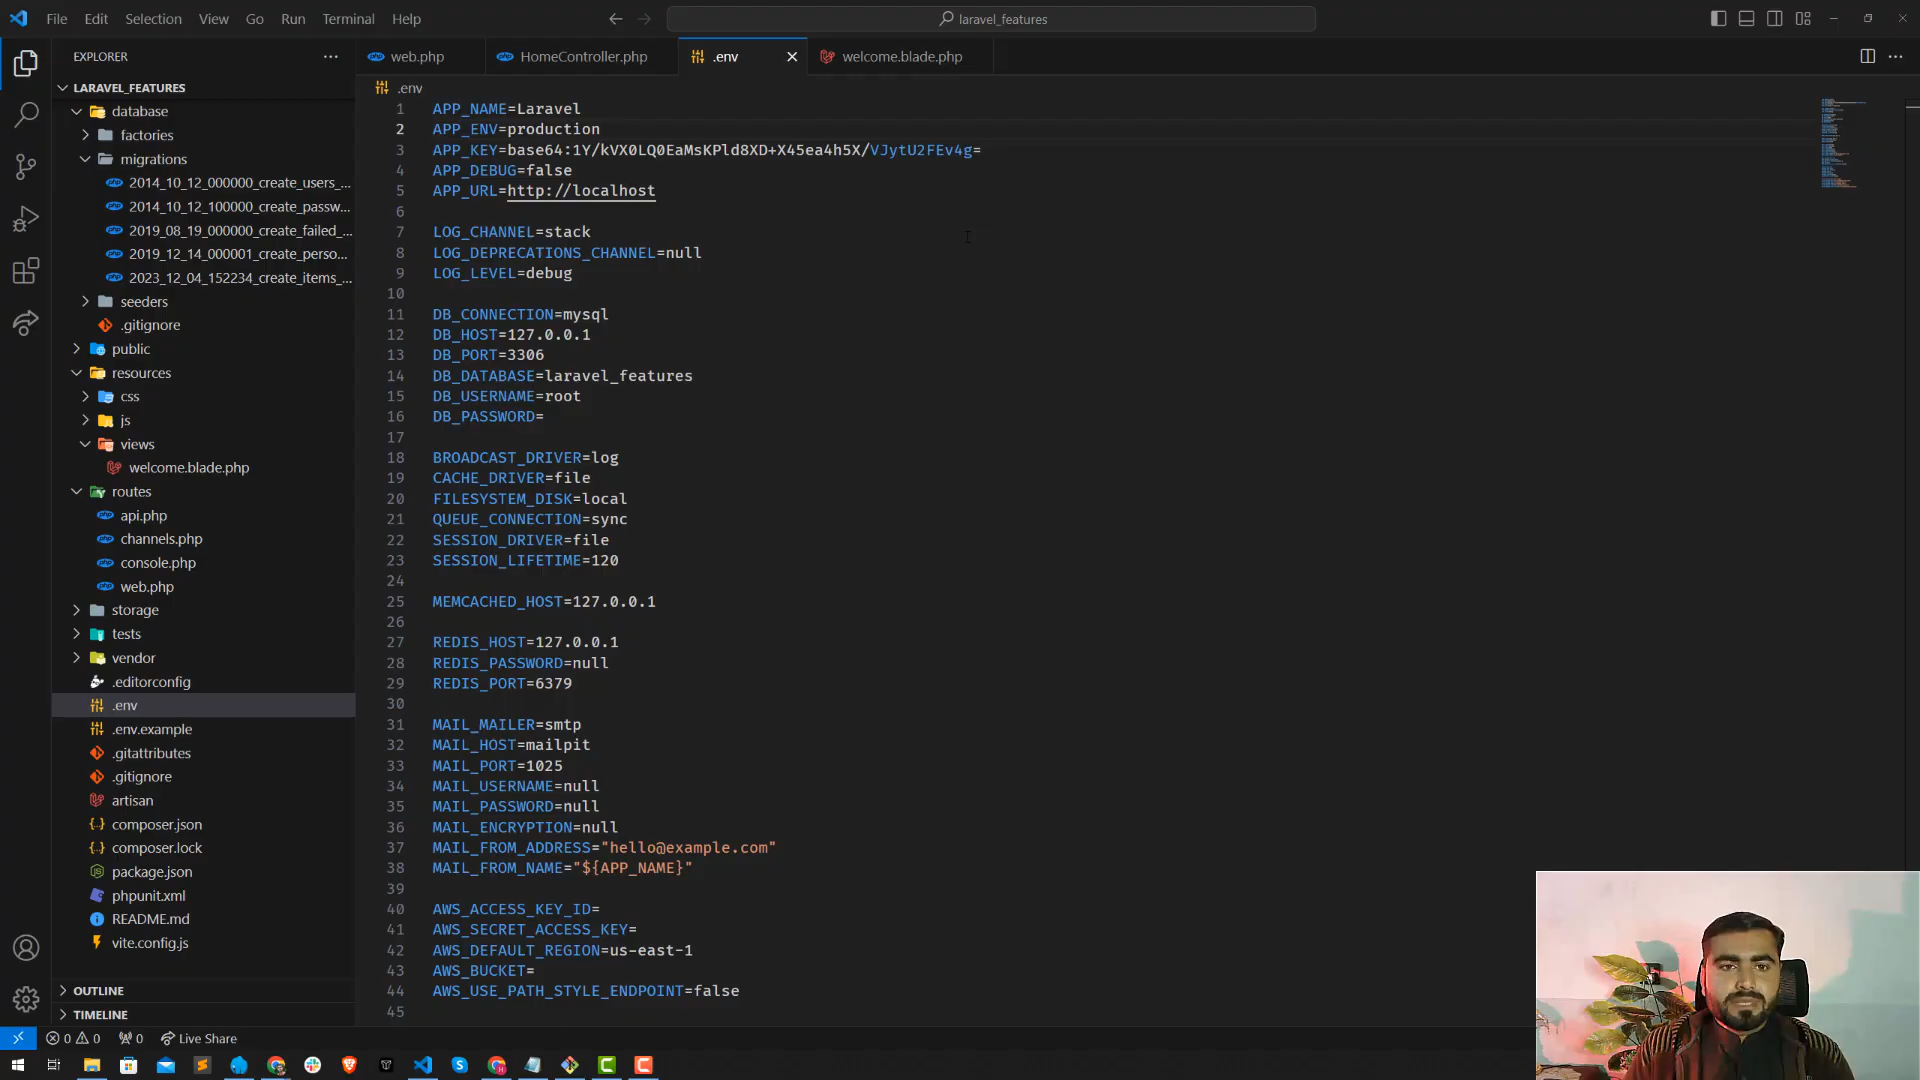 File Edit Selection View Go Run Terminal Help
laravel_features
EXPLORER
LARAVEL_FEATURES
database
factories
migrations
2014_10_12_000000_create_users_...
2014_10_12_100000_create_passw...
2019_08_19_000000_create_failed_...
2019_12_14_000001_create_perso...
2023_12_04_152234_create_items_...
seeders
.gitignore
public
resources
css
js
views
welcome.blade.php
routes
api.php
channels.php
console.php
web.php
storage
tests
vendor
.editorconfig
.env
.env.example
.gitattributes
.gitignore
artisan
composer.json
composer.lock
package.json
phpunit.xml
README.md
vite.config.js
OUTLINE
TIMELINE
web.php HomeController.php .env welcome.blade.php
.env
1 APP_NAME=Laravel
2 APP_ENV=production
3 APP_KEY=base64:1Y/kVX0LQ0EaMsKPld8XD+X45ea4h5X/VJytU2FEv4g=
4 APP_DEBUG=false
5 APP_URL=http://localhost
6
7 LOG_CHANNEL=stack
8 LOG_DEPRECATIONS_CHANNEL=null
9 LOG_LEVEL=debug
10
11 DB_CONNECTION=mysql
12 DB_HOST=127.0.0.1
13 DB_PORT=3306
14 DB_DATABASE=laravel_features
15 DB_USERNAME=root
16 DB_PASSWORD=
17
18 BROADCAST_DRIVER=log
19 CACHE_DRIVER=file
20 FILESYSTEM_DISK=local
21 QUEUE_CONNECTION=sync
22 SESSION_DRIVER=file
23 SESSION_LIFETIME=120
24
25 MEMCACHED_HOST=127.0.0.1
26
27 REDIS_HOST=127.0.0.1
28 REDIS_PASSWORD=null
29 REDIS_PORT=6379
30
31 MAIL_MAILER=smtp
32 MAIL_HOST=mailpit
33 MAIL_PORT=1025
34 MAIL_USERNAME=null
35 MAIL_PASSWORD=null
36 MAIL_ENCRYPTION=null
37 MAIL_FROM_ADDRESS="hello@example.com"
38 MAIL_FROM_NAME="${APP_NAME}"
39
40 AWS_ACCESS_KEY_ID=
41 AWS_SECRET_ACCESS_KEY=
42 AWS_DEFAULT_REGION=us-east-1
43 AWS_BUCKET=
44 AWS_USE_PATH_STYLE_ENDPOINT=false
45
0 0 0 Live Share